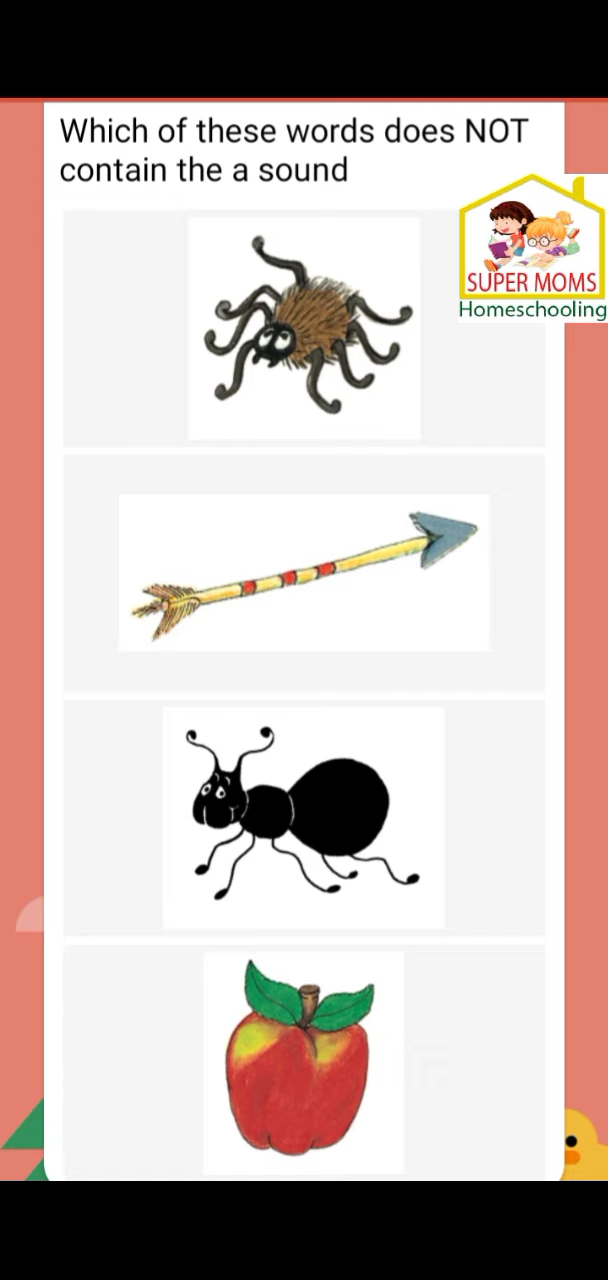 Which of these words does NOT
contain the a sound
SUPER MOMS
Homeschooling